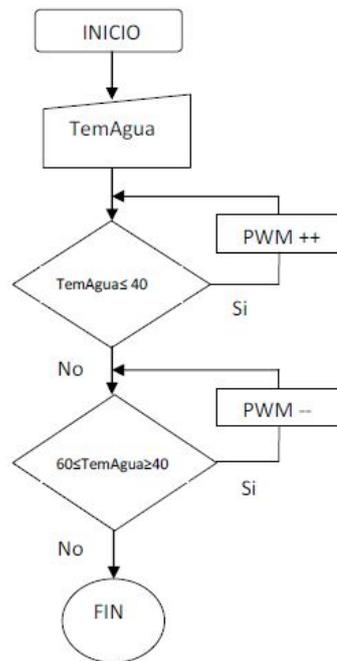 INICIO
TemAgua
PWM ++
TemAgua≤ 40
Si
No
PWM --
60≤TemAgua≥40
Si
No
FIN